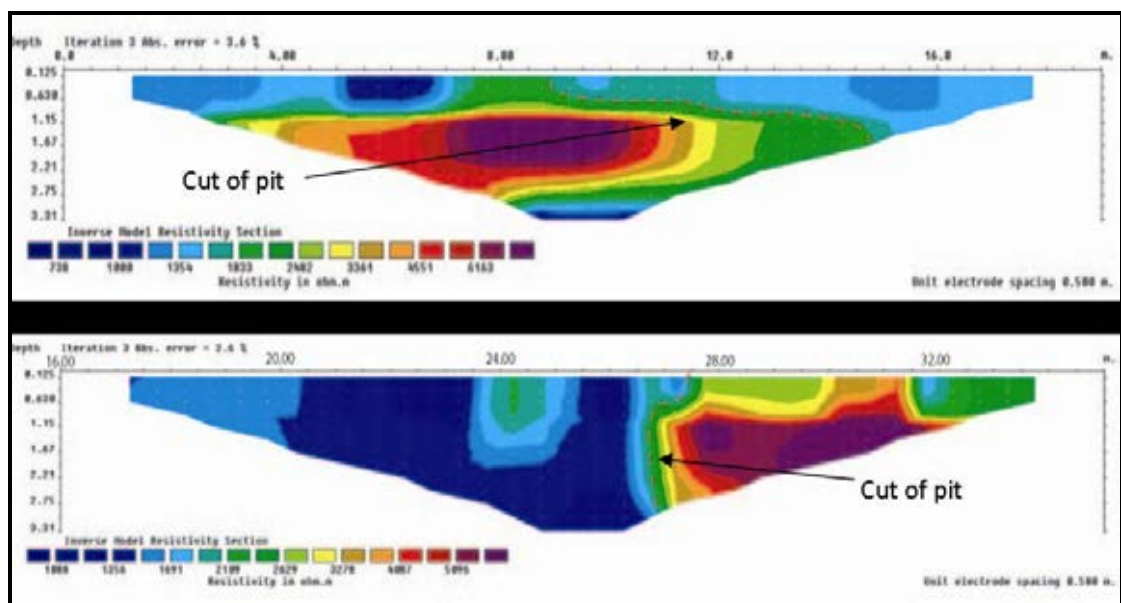 Depth Iteration 3 Abs. error = 3.6 %
0.0 4.00 8.00 12.0 16.0 m.
0.125
0.630
1.15
1.67
2.21
2.75
3.31
Cut of pit
Inverse Model Resistivity Section
738 1000 1354 1833 2482 3361 4551 6163
Resistivity in ohm.m
Unit electrode spacing 0.500 m.
Depth Iteration 3 Abs. error = 2.6 %
16.00 20.00 24.00 28.00 32.00 m.
0.125
0.630
1.15
1.67
2.21
2.75
3.31
Cut of pit
Inverse Model Resistivity Section
1088 1356 1691 2109 2629 3278 4087 5096
Resistivity in ohm.m
Unit electrode spacing 0.500 m.